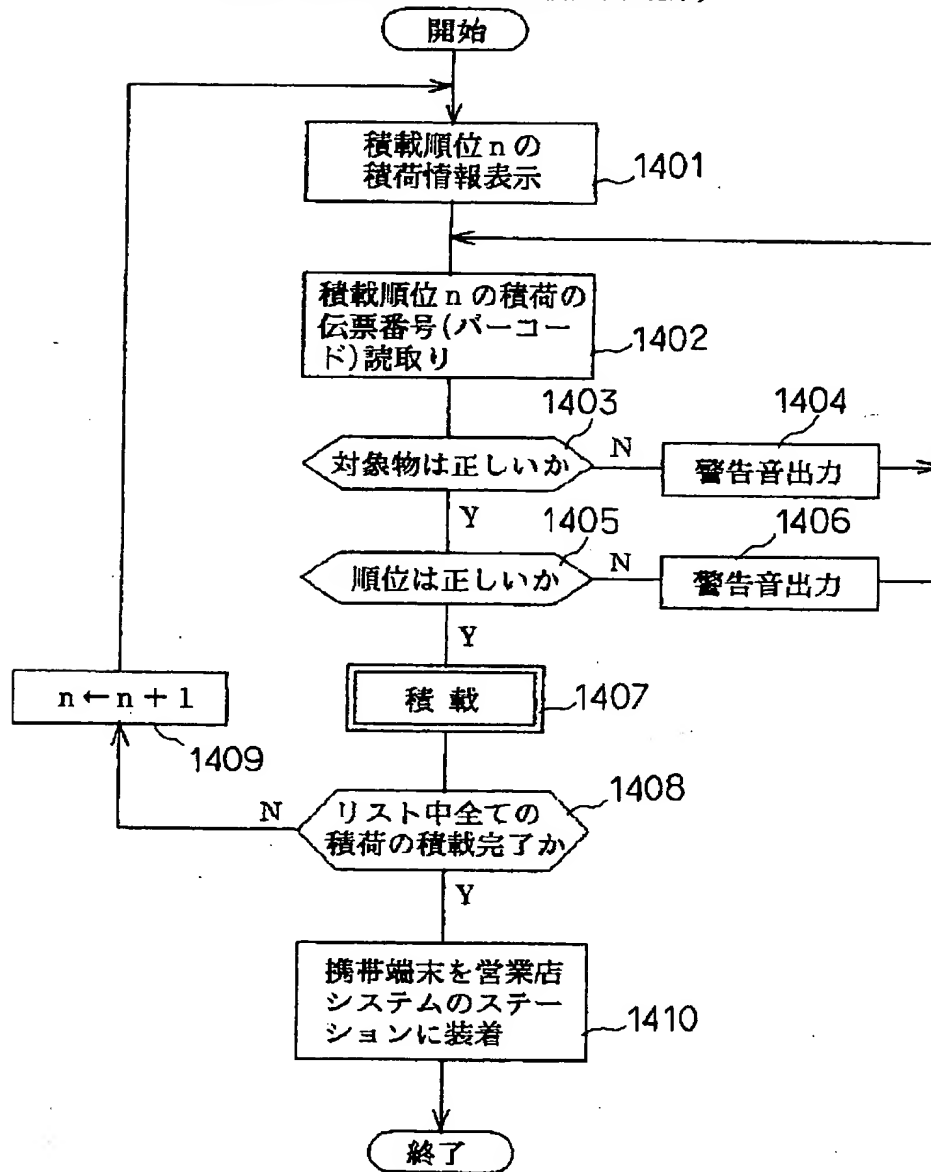 開始
積載順位nの
積荷情報表示
1401
積載順位nの積荷の
伝票番号(バーコー
ド)読取り
1402
1403
対象物は正しいか
N
1404
警告音出力
Y
1405
順位は正しいか
N
1406
警告音出力
Y
積載
1407
n←n+1
1409
1408
リスト中全ての
積荷の積載完了か
N
Y
携帯端末を営業店
システムのステー
ションに装着
1410
終了